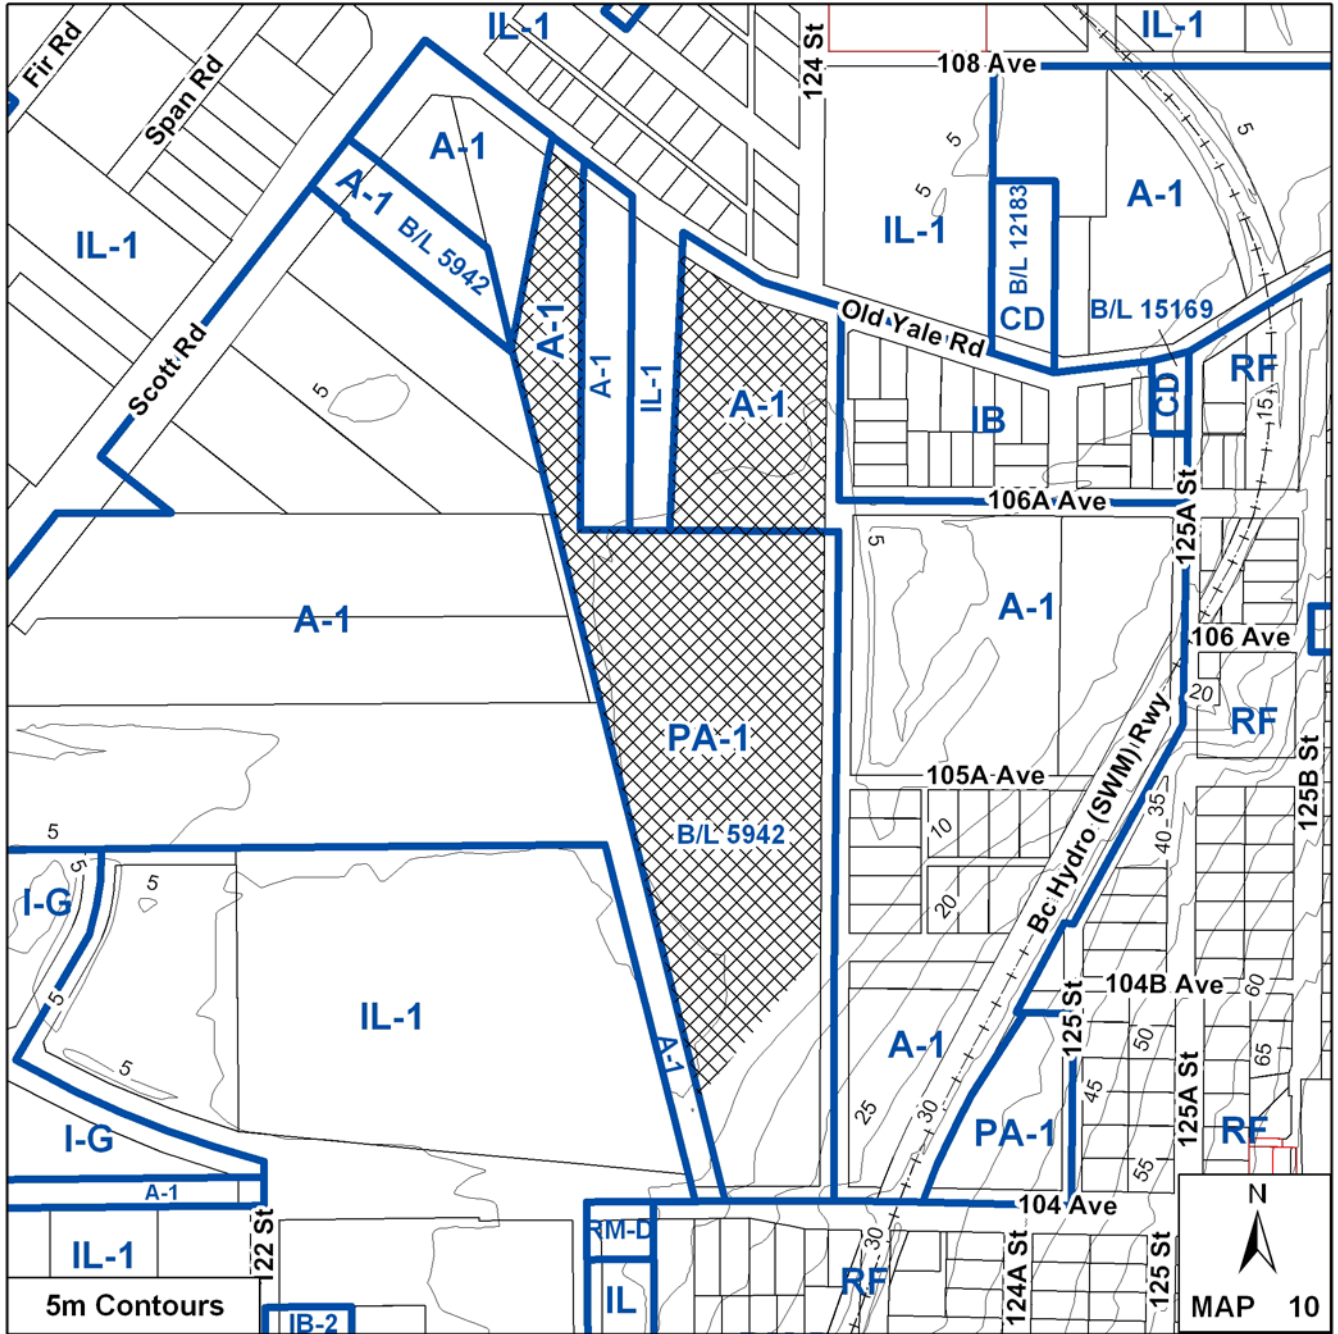 IL-1
IL-1
Fir Rd
Span Rd
124 St
108 Ave
5
5
A-1
A-1
5
A-1
B/L 5942
IL-1
IL-1
B/L 12183
CD
B/L 15169
Old Yale Rd
Scott Rd
A-1
A-1
IL-1
A-1
IB
CD
RF
15
5
106A Ave
125A St
5
A-1
A-1
106 Ave
20
RF
PA-1
B/L 5942
105A Ave
Bc Hydro (SWM) Rwy
125B St
10
20
35
40
5
5
5
I-G
5
5
IL-1
A-1
A-1
104B Ave
60
125 St
50
65
45
125A St
25
30
PA-1
55
RF
I-G
A-1
104 Ave
122 St
IL-1
RM-D
IL
30
RF
124A St
125 St
5m Contours
IB-2
N
MAP 10